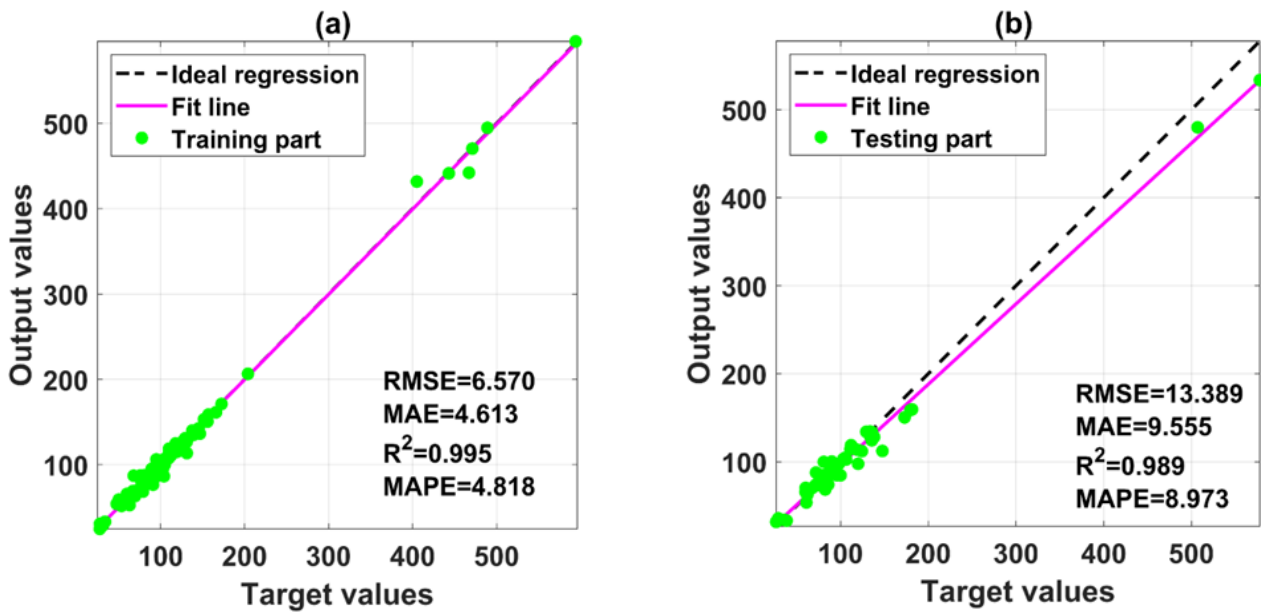 (a)
Ideal regression
Fit line
Training part
Output values
500
400
300
200
100
RMSE=6.570
MAE=4.613
R²=0.995
MAPE=4.818
100 200 300 400 500
Target values
(b)
Ideal regression
Fit line
Testing part
Output values
500
400
300
200
100
RMSE=13.389
MAE=9.555
R²=0.989
MAPE=8.973
100 200 300 400 500
Target values